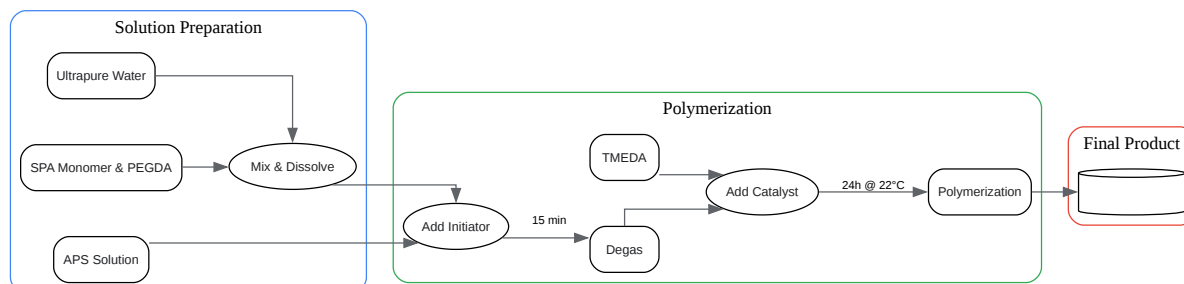 Solution Preparation
Ultrapure Water
SPA Monomer & PEGDA
Mix & Dissolve
APS Solution
Polymerization
Add Initiator
15 min
TMEDA
Degas
Add Catalyst
24h @ 22°C
Polymerization
Final Product